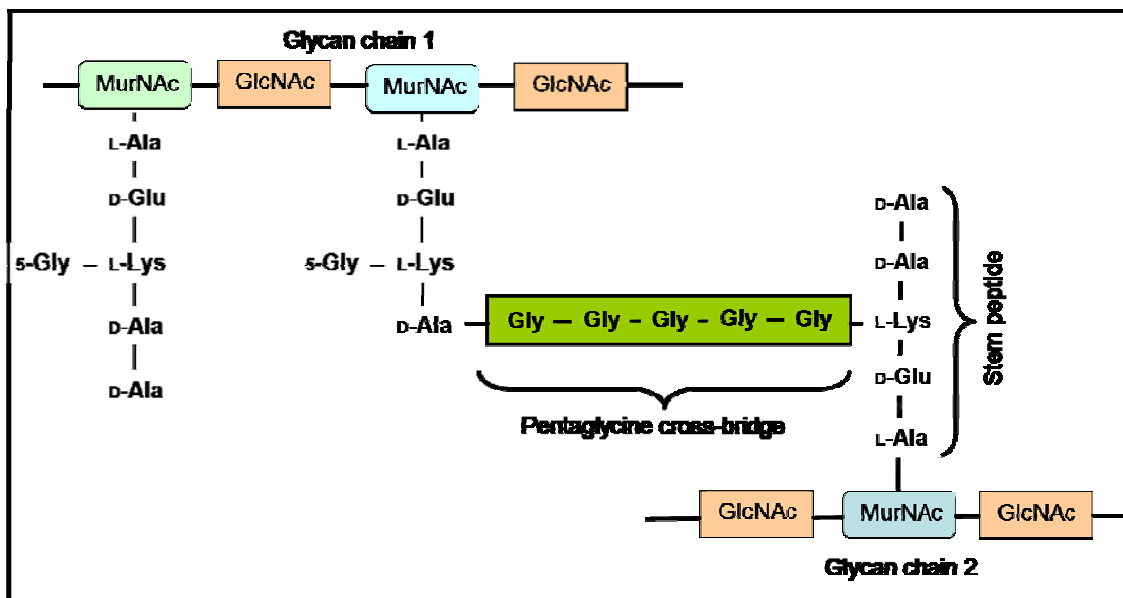 Glycan chain 1
MurNAc GlcNAc MurNAc GlcNAc
L-Ala L-Ala
D-Glu D-Glu D-Ala
5-Gly – L-Lys 5-Gly – L-Lys D-Ala
D-Ala D-Ala – Gly – Gly - Gly - Gly – Gly – L-Lys
D-Ala D-Glu
Pentaglycine cross-bridge
L-Ala
Stem peptide
GlcNAc MurNAc GlcNAc
Glycan chain 2